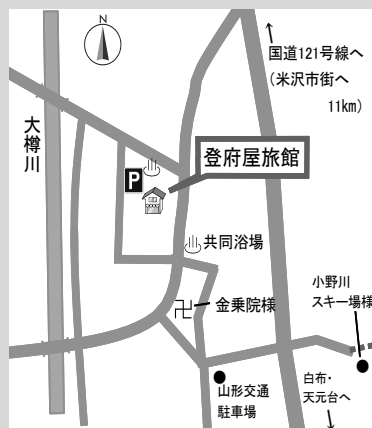 N
国道121号線へ
（米沢市街へ
11km）
大樽川
登府屋旅館
P
共同浴場
小野川
スキー場様
卍 金乗院様
山形交通
駐車場
白布・
天元台へ